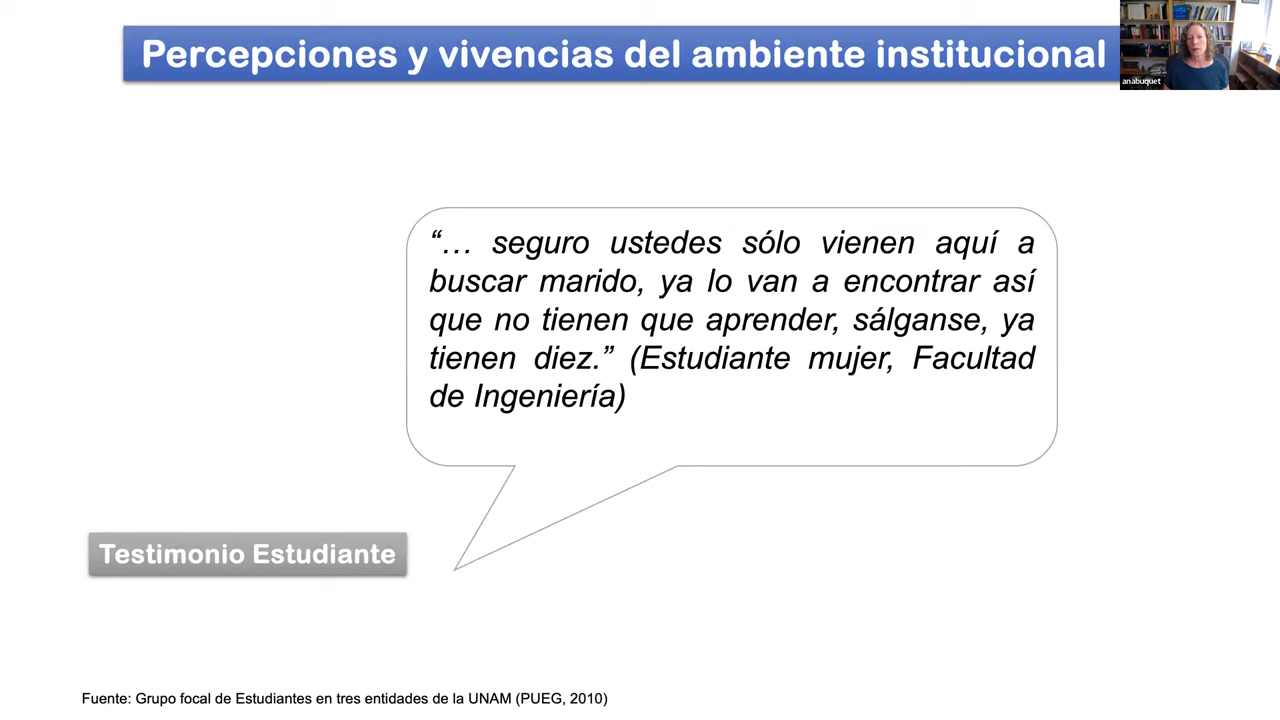 Percepciones y vivencias del ambiente institucional
anabuquet
“… seguro ustedes sólo vienen aquí a
buscar marido, ya lo van a encontrar así
que no tienen que aprender, sálganse, ya
tienen diez.” (Estudiante mujer, Facultad
de Ingeniería)
Testimonio Estudiante
Fuente: Grupo focal de Estudiantes en tres entidades de la UNAM (PUEG, 2010)